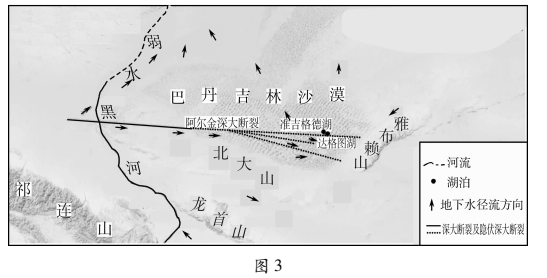 弱
水
黑
河
巴丹吉林沙漠
阿尔金深大断裂
准吉格德湖
达格图湖
雅布赖山
北大山
龙首山
祁连山
河流
湖泊
地下水径流方向
深大断裂及隐伏深大断裂
图3